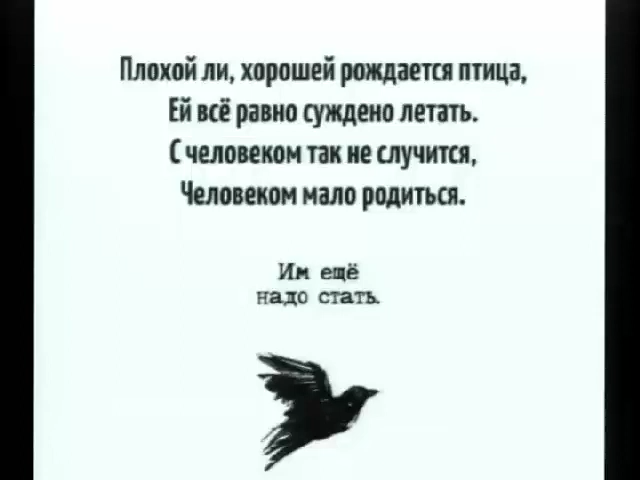 Плохой ли, хорошей рождается птица,
Ей всё равно суждено летать.
С человеком так не случится,
Человеком мало родиться.
Им ещё
надо стать.